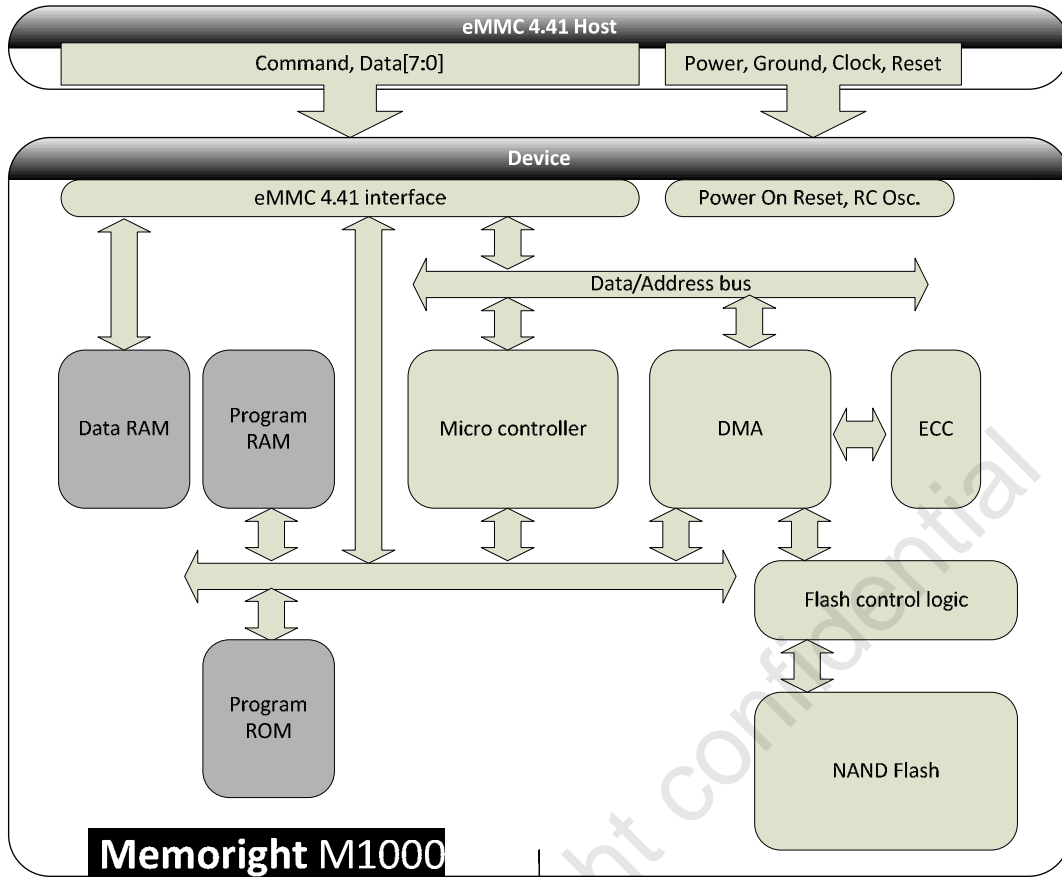 eMMC 4.41 Host
Command, Data[7:0]
Power, Ground, Clock, Reset
Device
eMMC 4.41 interface
Power On Reset, RC Osc.
Data/Address bus
Data RAM
Program
RAM
Micro controller
DMA
ECC
Flash control logic
Program
ROM
NAND Flash
Memoright M1000
ht confidential